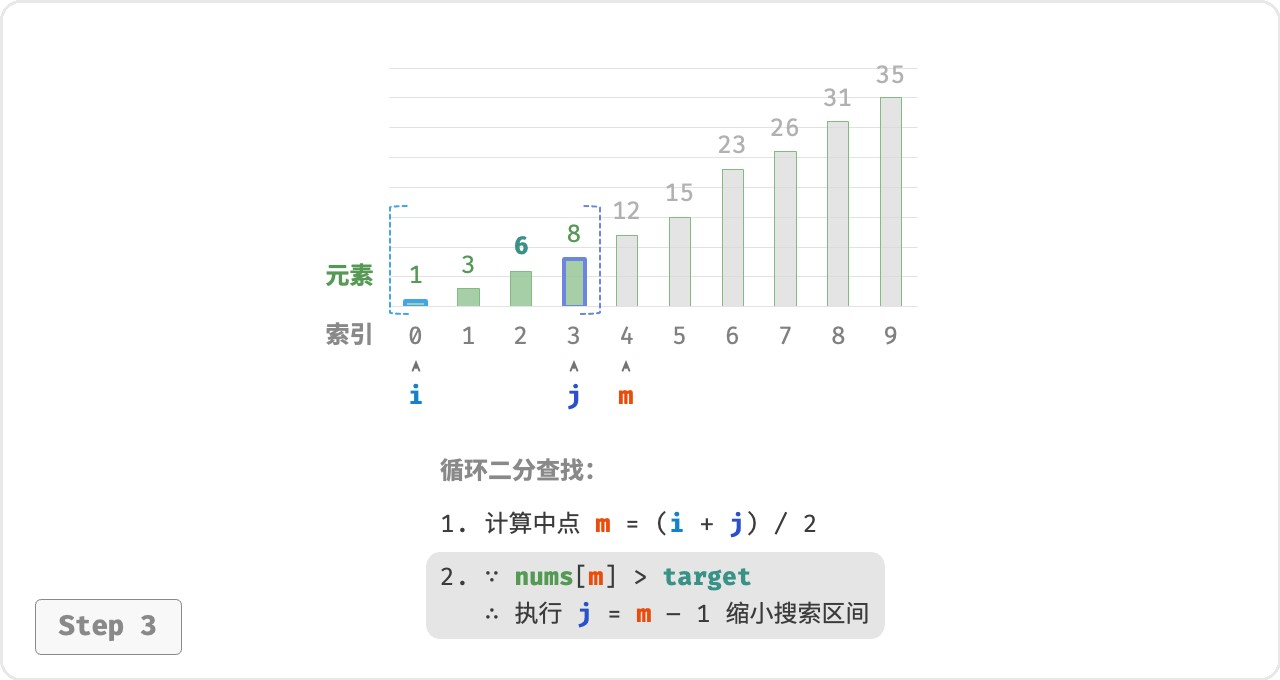 35
31
26
23
15
12
8
6
3
1
元素
索引 0 1 2 3 4 5 6 7 8 9
^ ^ ^
i j m
循环二分查找:
1. 计算中点 m = (i + j) / 2
2. ∵ nums[m] > target
∴ 执行 j = m - 1 缩小搜索区间
Step 3